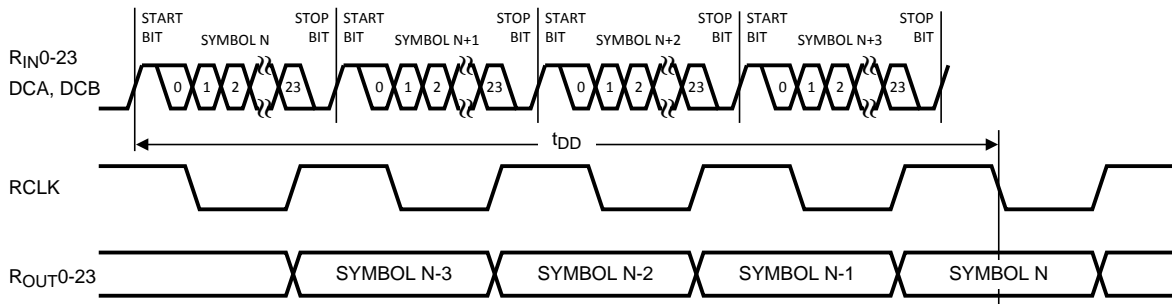 START BIT STOP BIT START BIT STOP BIT START BIT STOP BIT START BIT STOP BIT
SYMBOL N SYMBOL N+1 SYMBOL N+2 SYMBOL N+3
RIN0-23
DCA, DCB
0 1 2 23 0 1 2 23 0 1 2 23 0 1 2 23
tDD
RCLK
ROUT0-23 SYMBOL N-3 SYMBOL N-2 SYMBOL N-1 SYMBOL N